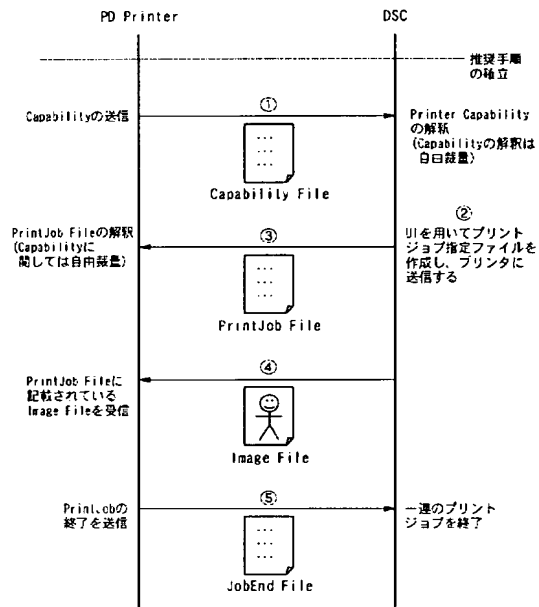 PD Printer
DSC
推奨手順
の確立
①
Capabilityの送信
Printer Capability
の解釈
(Capabilityの解釈は
自由裁量)
Capability File
②
PrintJob Fileの解釈
(Capabilityに
関しては自由裁量)
③
UIを用いてプリント
ジョブ指定ファイルを
作成し、プリンタに
送信する
PrintJob File
④
PrintJob Fileに
記載されている
Image Fileを受信
Image File
⑤
PrintJobの
終了を送信
一連のプリント
ジョブを終了
JobEnd File